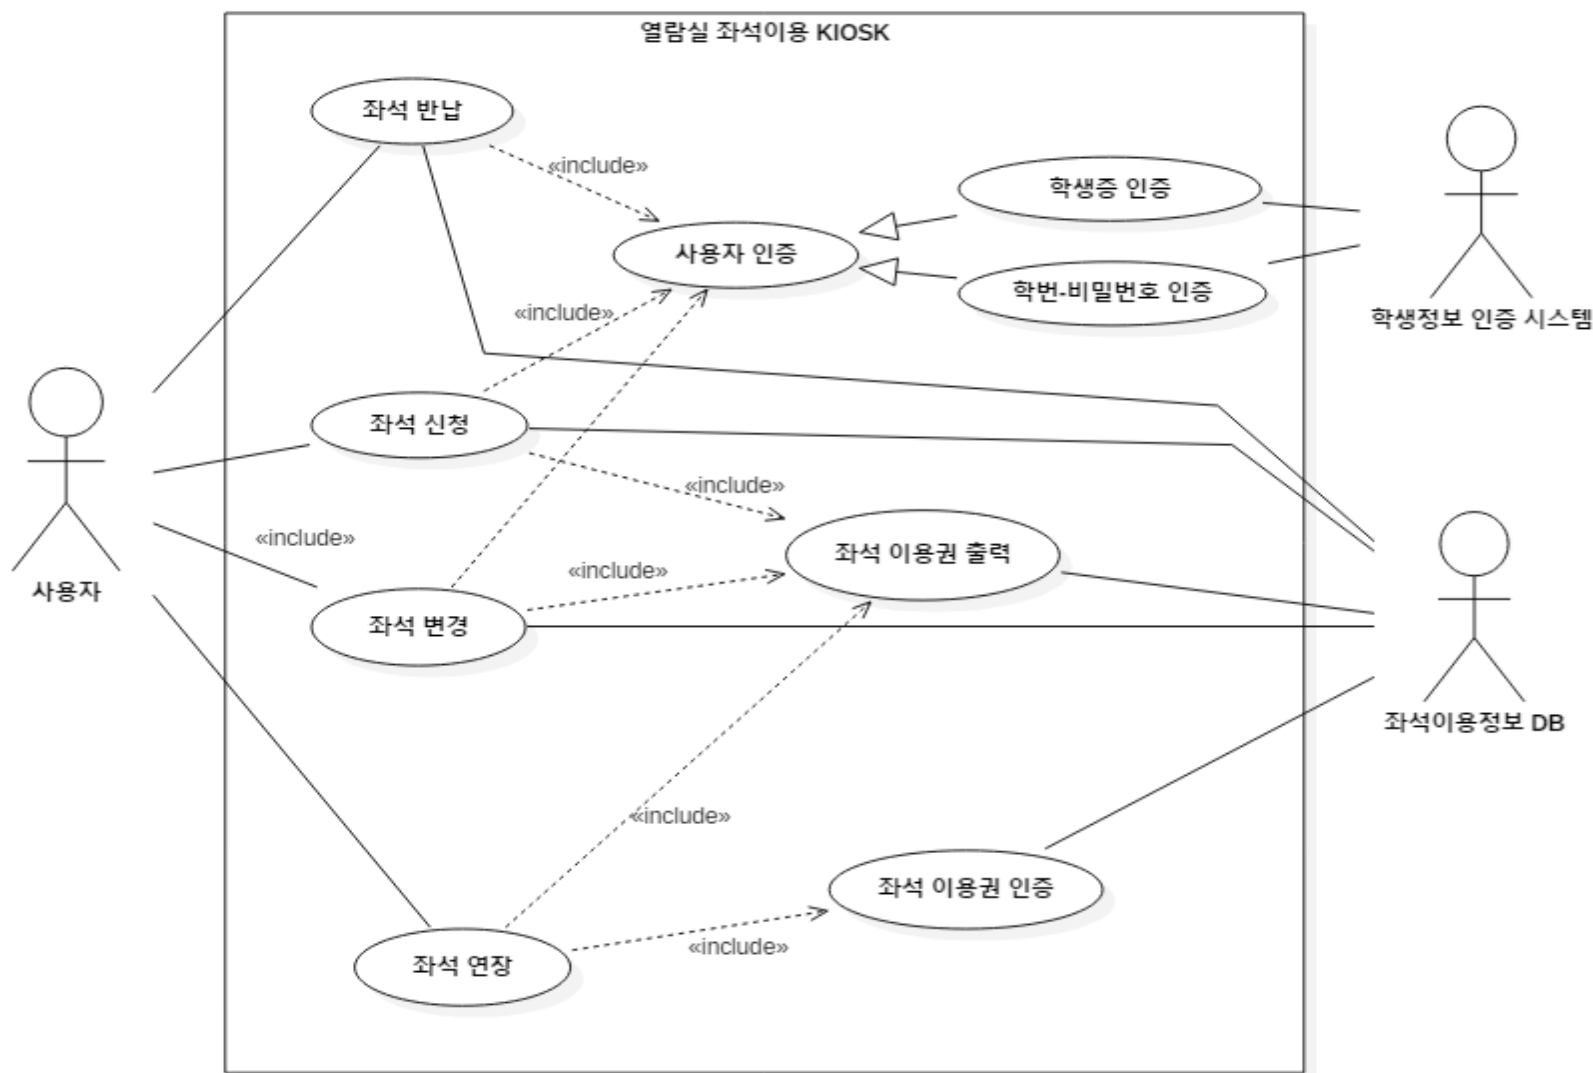 열람실 좌석이용 KIOSK
좌석 반납
«include»
학생증 인증
사용자 인증
학번-비밀번호 인증
«include»
학생정보 인증 시스템
좌석 신청
«include»
«include»
좌석 이용권 출력
«include»
사용자
좌석 변경
좌석이용정보 DB
«include»
좌석 이용권 인증
«include»
좌석 연장